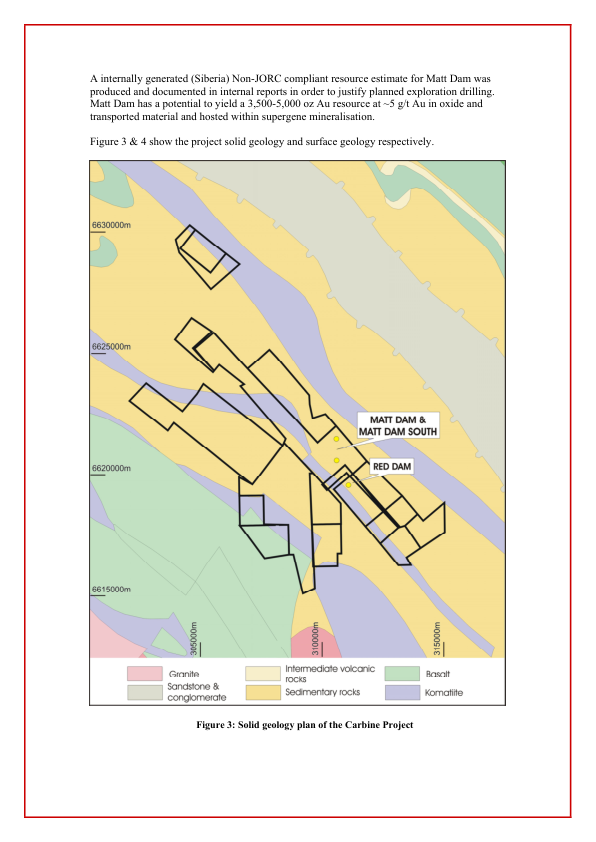 A internally generated (Siberia) Non-JORC compliant resource estimate for Matt Dam was
produced and documented in internal reports in order to justify planned exploration drilling.
Matt Dam has a potential to yield a 3,500-5,000 oz Au resource at ~5 g/t Au in oxide and
transported material and hosted within supergene mineralisation.
Figure 3 & 4 show the project solid geology and surface geology respectively.
6630000m
6625000m
MATT DAM &
MATT DAM SOUTH
RED DAM
6620000m
6615000m
305000m
310000m
315000m
Granite
Intermediate volcanic
rocks
Basalt
Sandstone &
conglomerate
Sedimentary rocks
Komatiite
Figure 3: Solid geology plan of the Carbine Project